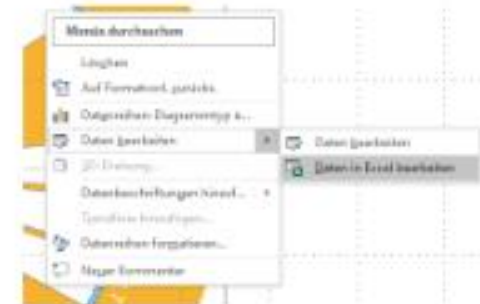 Menüs durchsuchen
Löschen
Auf Formatvorl. zurücks.
Datenreihen-Diagrammtyp ä...
Daten bearbeiten
3D-Drehung...
Datenbeschriftungen hinzuf...
Trendlinie hinzufügen...
Datenreihen formatieren...
Neuer Kommentar
Daten bearbeiten
Daten in Excel bearbeiten